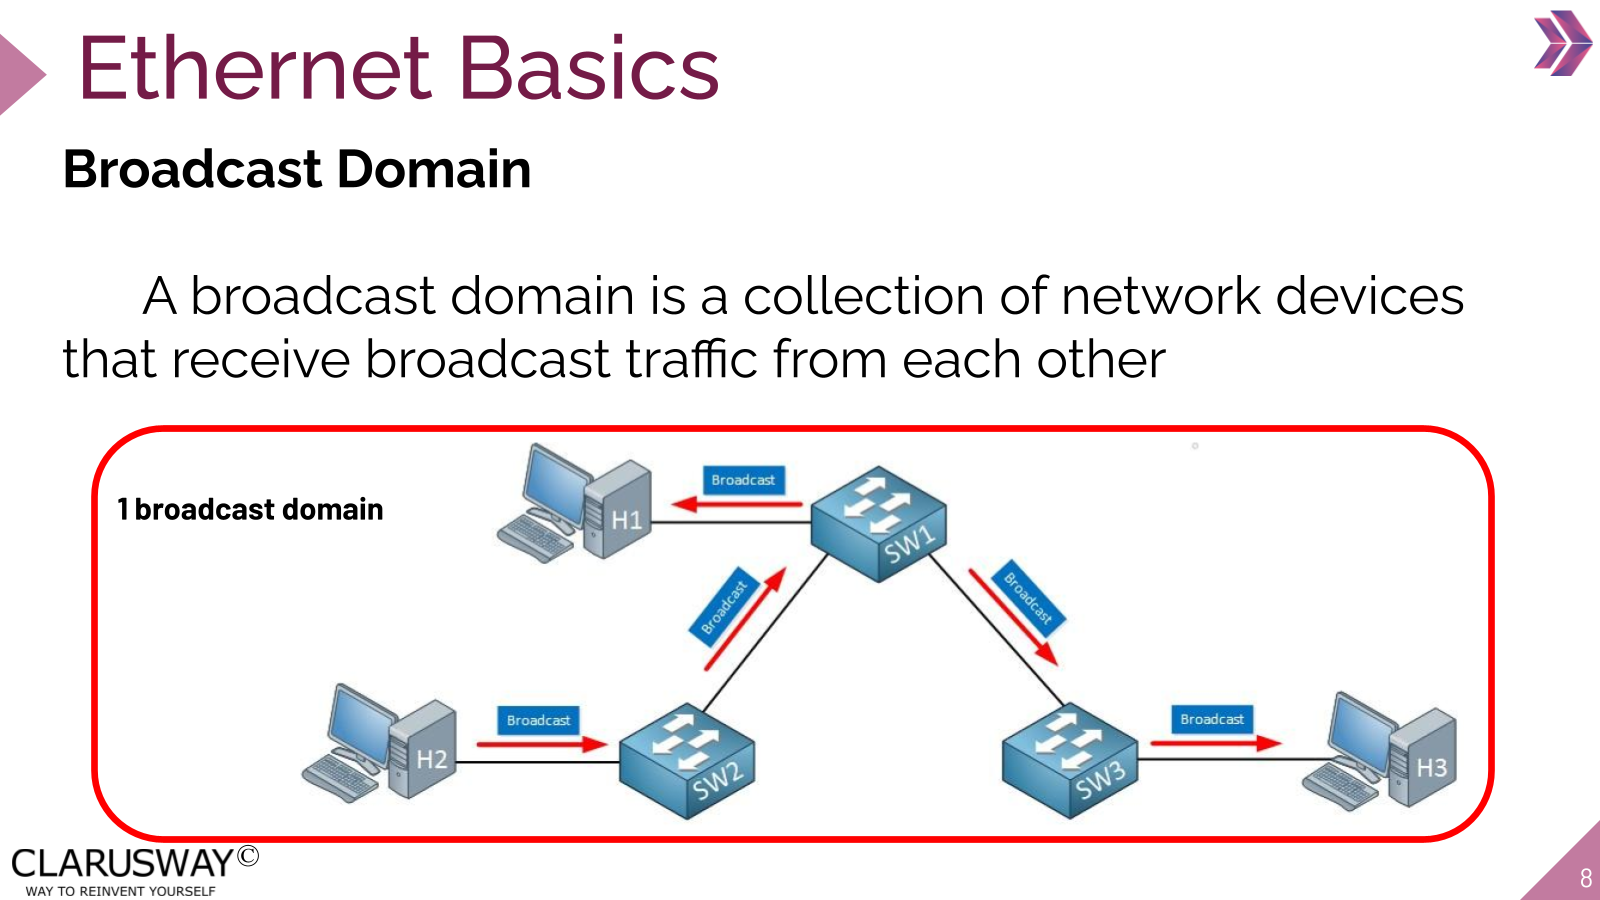 Ethernet Basics
Broadcast Domain
A broadcast domain is a collection of network devices
that receive broadcast traffic from each other
1 broadcast domain
Broadcast
H1
SW1
Broadcast
Broadcast
H2
Broadcast
SW2
SW3
Broadcast
H3
CLARUSWAY©
WAY TO REINVENT YOURSELF
8